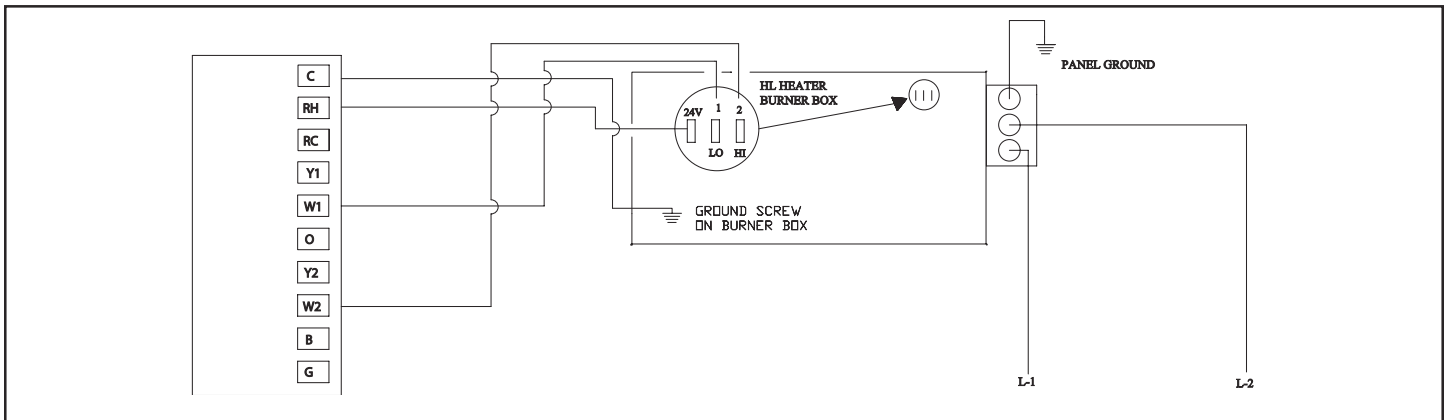 C
RH
RC
Y1
W1
O
Y2
W2
B
G
24V 1 2
LO HI
HL HEATER
BURNER BOX
GROUND SCREW
ON BURNER BOX
PANEL GROUND
L-1 L-2